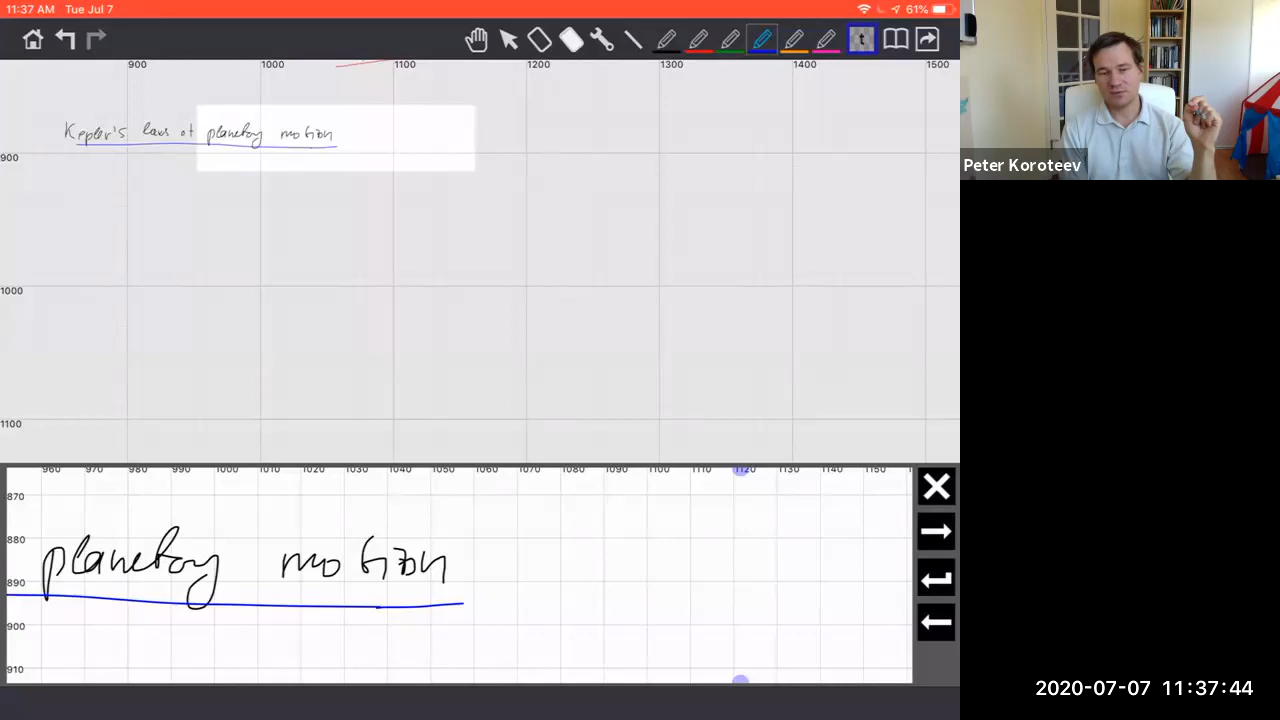 11:37 AM Tue Jul 7 61%
t
900 1000 1100 1200 1300 1400 1500
Kepler's laws of planetary motion
900
1000
1100
960 970 980 990 1000 1010 1020 1030 1040 1050 1060 1070 1080 1090 1100 1110 1120 1130 1140 1150
870
880
planetary motion
890
900
910
Peter Koroteev
2020-07-07 11:37:44